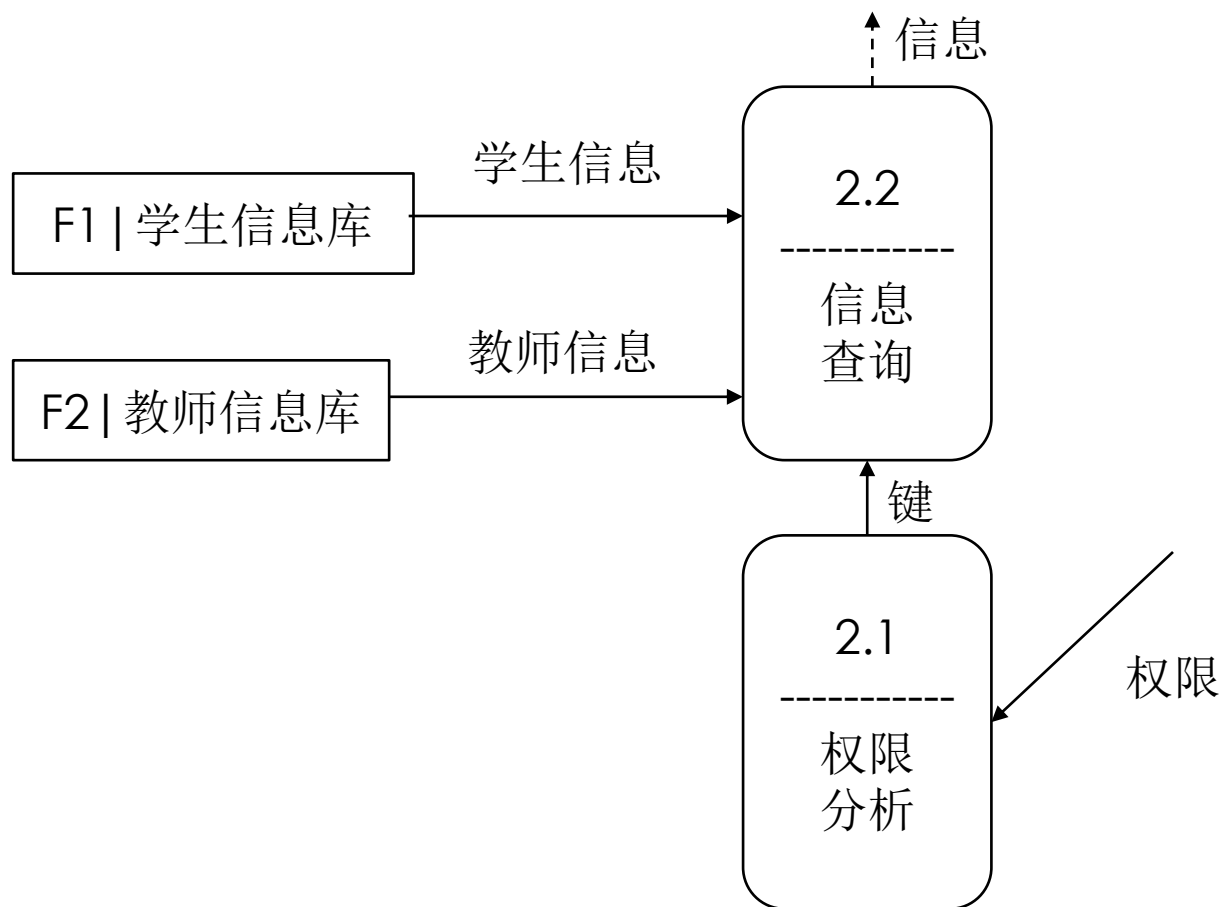 信息
学生信息
F1 | 学生信息库
2.2
-----------
信息
查询
教师信息
F2 | 教师信息库
键
2.1
-----------
权限
分析
权限